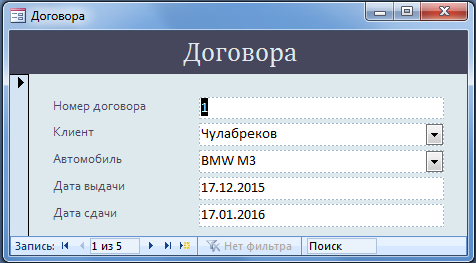 Договора
Договора
Номер договора 1
Клиент Чулабреков
Автомобиль BMW M3
Дата выдачи 17.12.2015
Дата сдачи 17.01.2016
Запись: 1 из 5 Нет фильтра Поиск